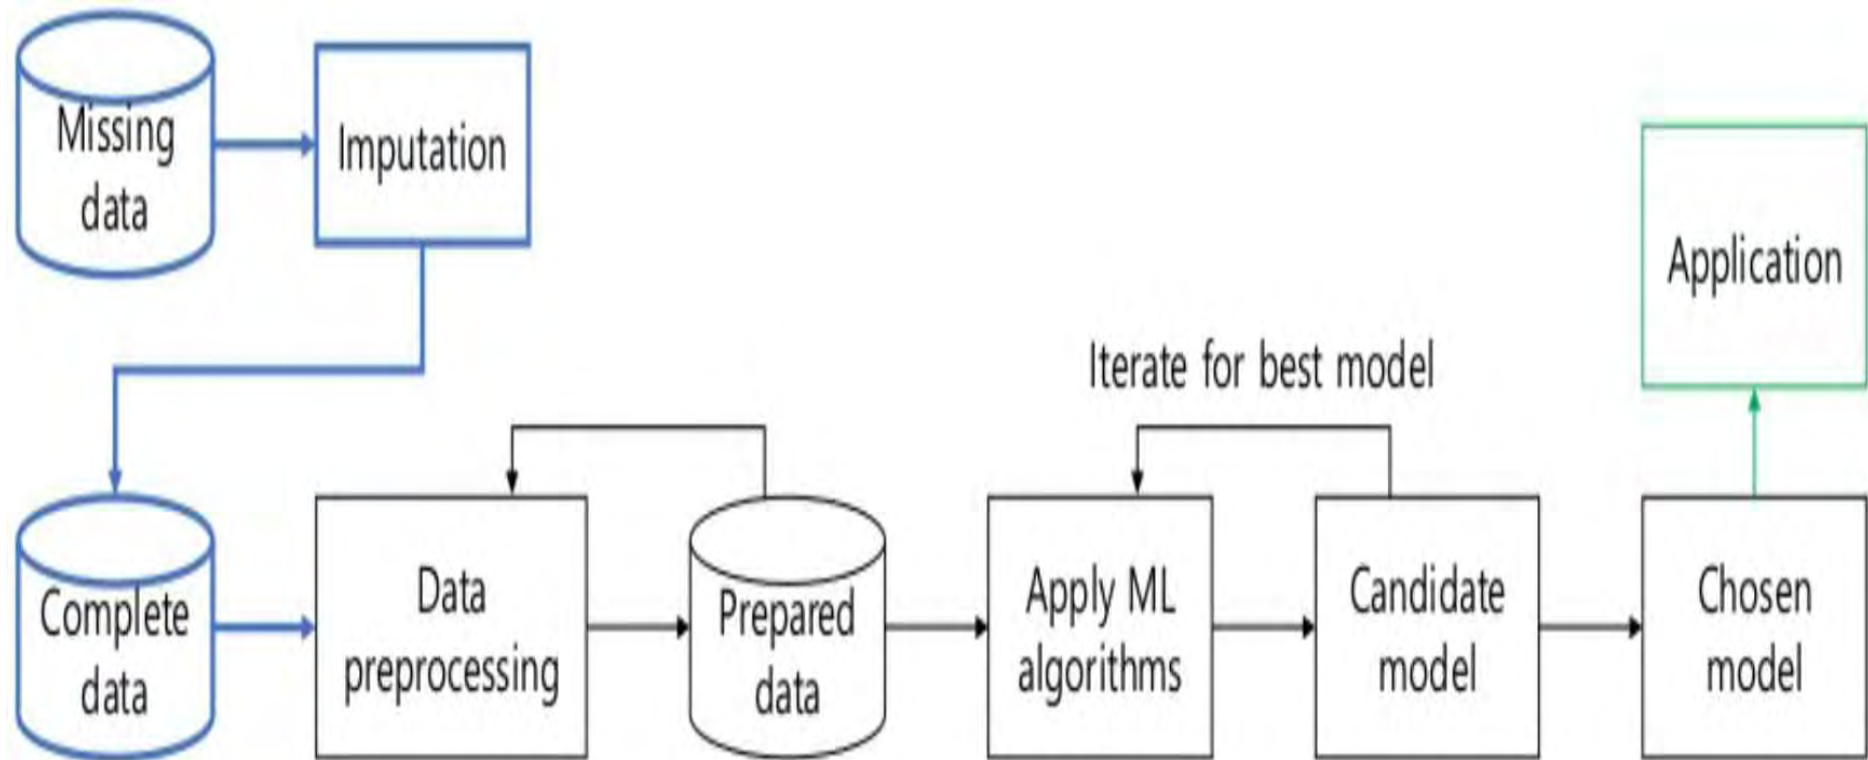 Missing
data
Imputation
Application
Iterate for best model
Complete
data
Data
preprocessing
Prepared
data
Apply ML
algorithms
Candidate
model
Chosen
model